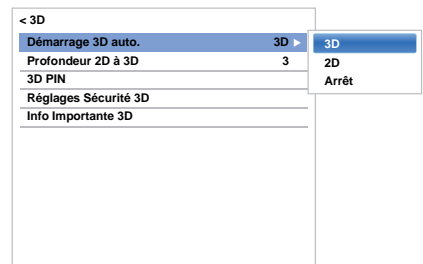 < 3D
Démarrage 3D auto. 3D ▶
Profondeur 2D à 3D 3
3D PIN
Réglages Sécurité 3D
Info Importante 3D
3D
2D
Arrêt